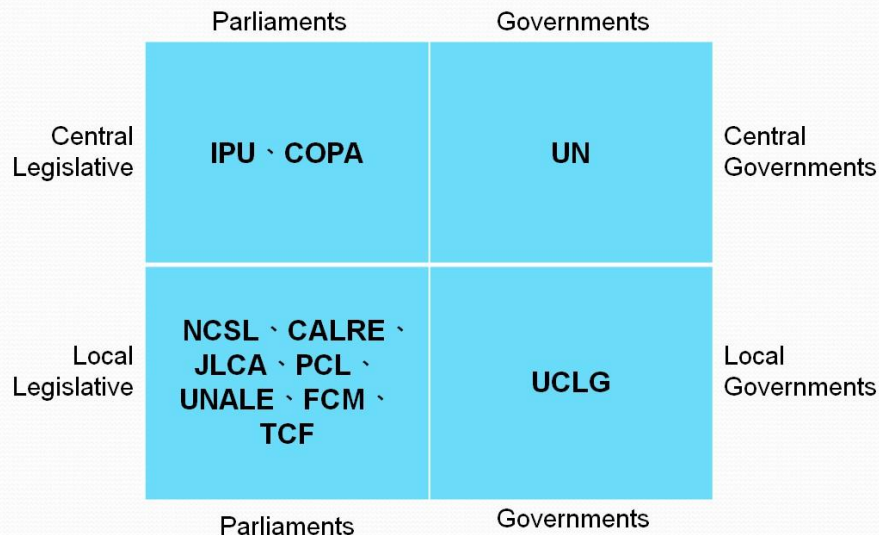 Parliaments
Governments
Central
Legislative
IPU、COPA
UN
Central
Governments
Local
Legislative
NCSL、CALRE、
JLCA、PCL、
UNALE、FCM、
TCF
UCLG
Local
Governments
Parliaments
Governments